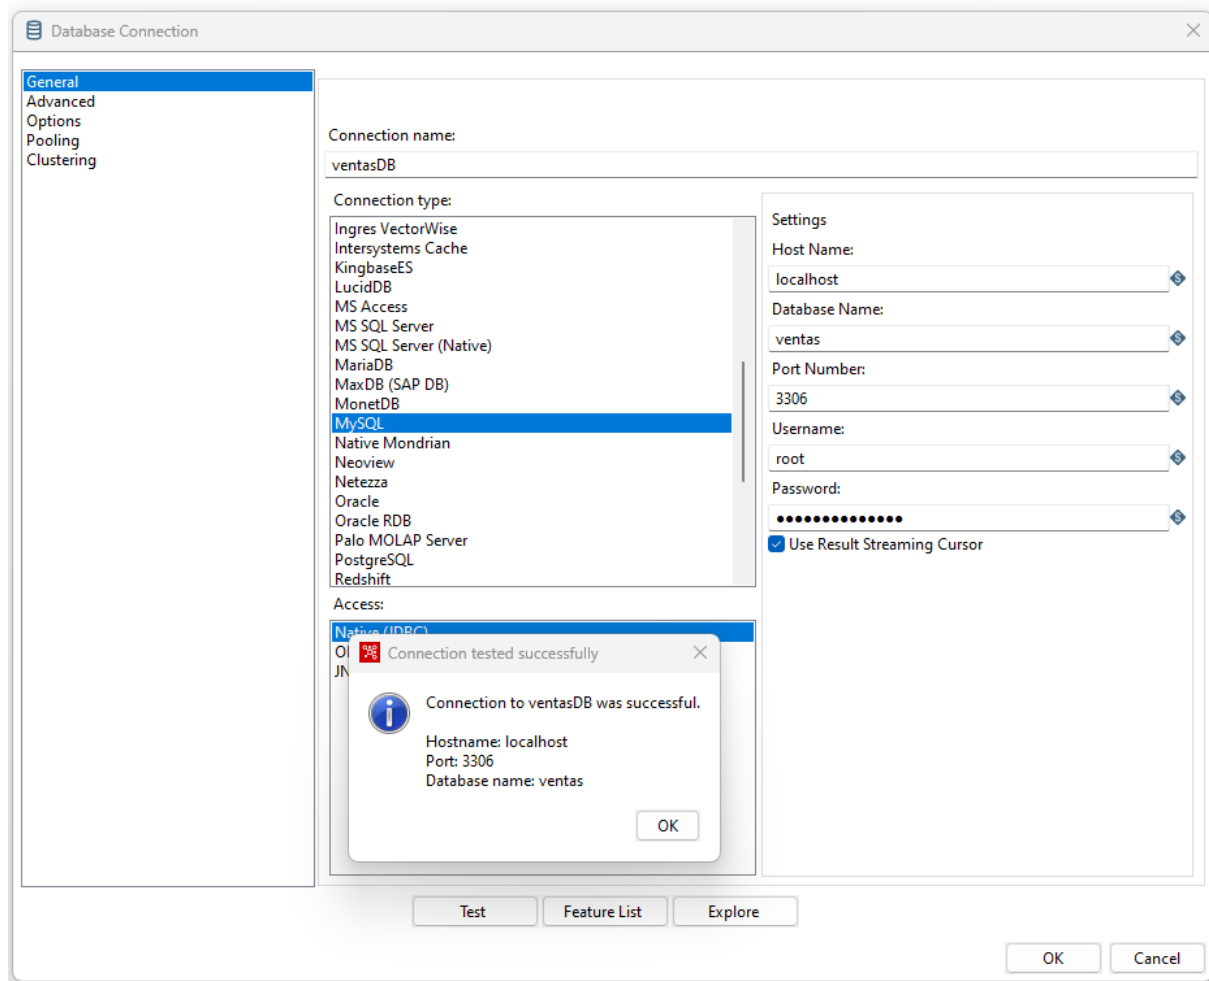 Database Connection
General
Advanced
Options
Pooling
Clustering
Connection name:
ventasDB
Connection type:
Ingres VectorWise
Intersystems Cache
KingbaseES
LucidDB
MS Access
MS SQL Server
MS SQL Server (Native)
MariaDB
MaxDB (SAP DB)
MonetDB
MySQL
Native Mondrian
Neoview
Netezza
Oracle
Oracle RDB
Palo MOLAP Server
PostgreSQL
Redshift
Settings
Host Name:
localhost
Database Name:
ventas
Port Number:
3306
Username:
root
Password:
●●●●●●●●●●●●●●
Use Result Streaming Cursor
Access:
Native (JDBC)
Connection tested successfully
Connection to ventasDB was successful.
Hostname: localhost
Port: 3306
Database name: ventas
OK
Test
Feature List
Explore
OK
Cancel